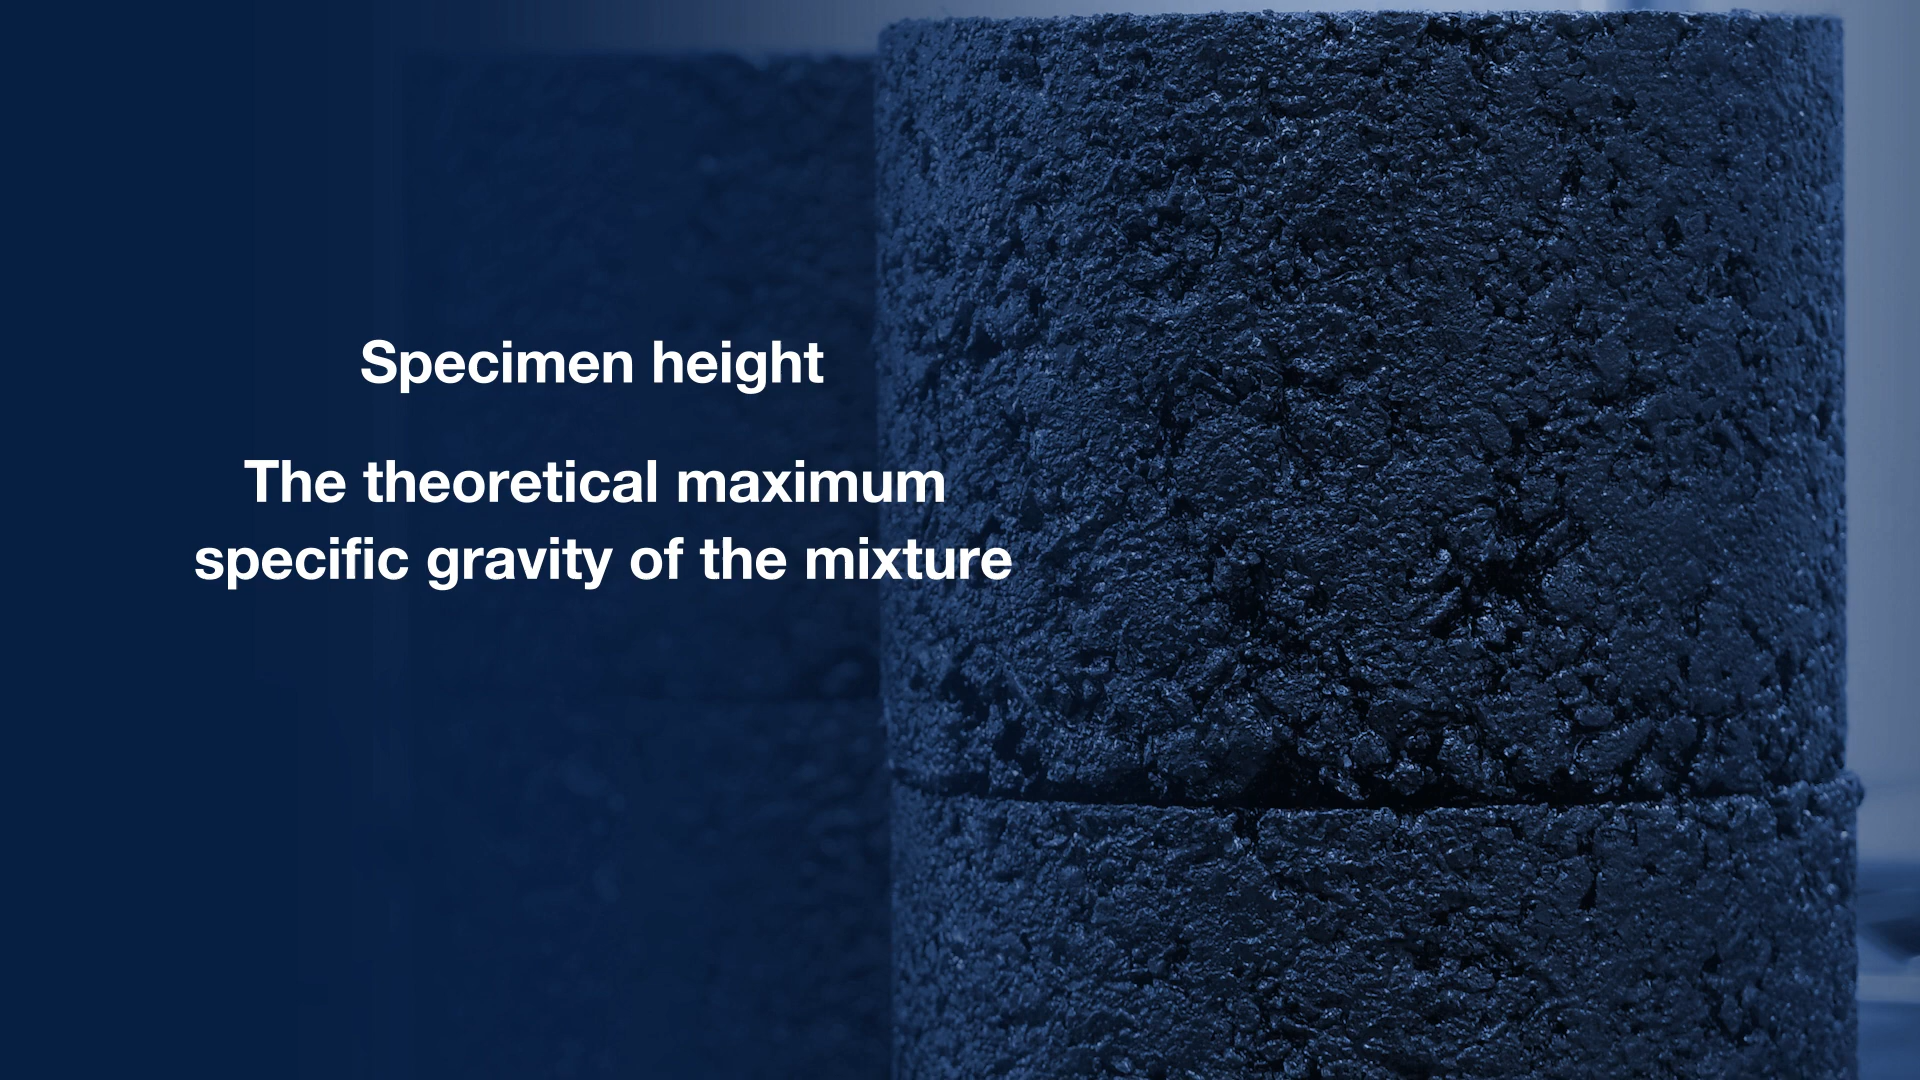 Specimen height
The theoretical maximum
specific gravity of the mixture